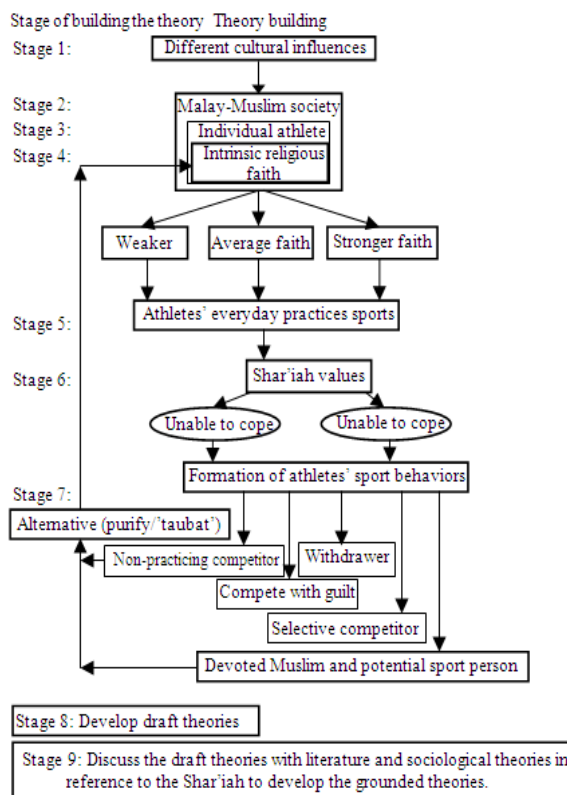 Stage of building the theory Theory building
Stage 1:
Different cultural influences
Stage 2:
Malay-Muslim society
Stage 3:
Individual athlete
Stage 4:
Intrinsic religious
faith
Weaker
Average faith
Stronger faith
Stage 5:
Athletes' everyday practices sports
Stage 6:
Shar'iah values
Unable to cope
Unable to cope
Formation of athletes' sport behaviors
Stage 7:
Alternative (purify/'taubat')
Non-practicing competitor
Withdrawer
Compete with guilt
Selective competitor
Devoted Muslim and potential sport person
Stage 8: Develop draft theories
Stage 9: Discuss the draft theories with literature and sociological theories in
reference to the Shar'iah to develop the grounded theories.